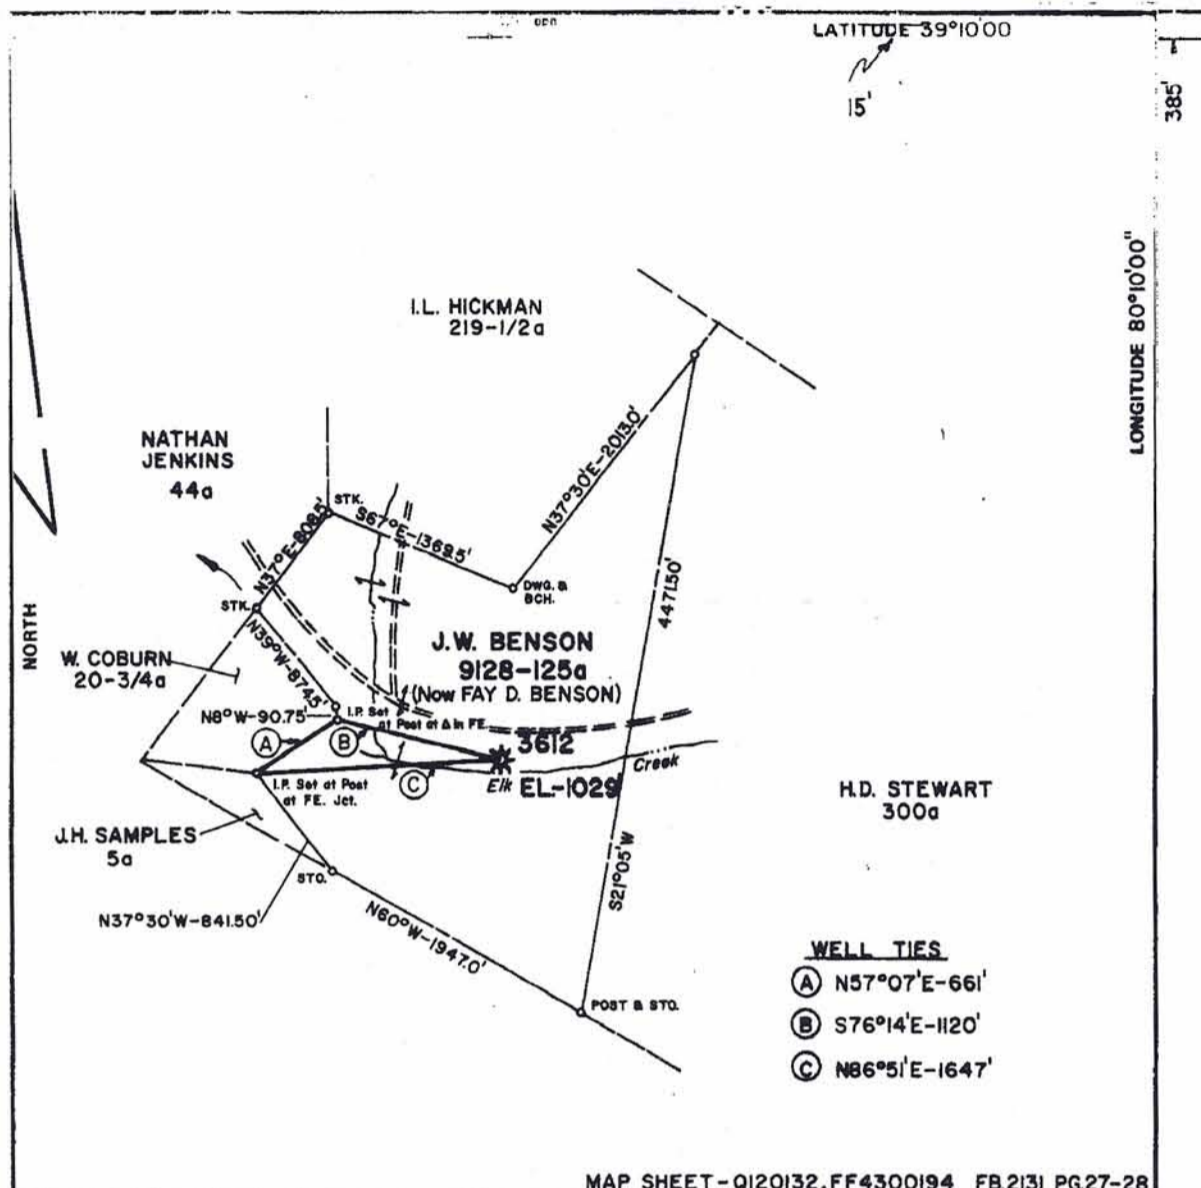 LATITUDE 39°10'00
15'
385'
LONGITUDE 80°10'00"
I.L. HICKMAN
219-1/2a
NATHAN
JENKINS
44a
STK.
N37°30'E-2013.0'
S67°E-1369.5'
N37°E-808.5'
DWG. &
BCH.
STK.
4471.50'
NORTH
N39°W-874.5'
J.W. BENSON
9128-125a
(Now FAY D. BENSON)
W. COBURN
20-3/4a
N8°W-90.75'
I.P. Set
at Post at Δ in FE.
A
B
3612
Creek
C
Elk EL-1029'
I.P. Set at Post
at FE. Jct.
H.D. STEWART
300a
J.H. SAMPLES
5a
S21°05'W
STO.
N37°30'W-841.50'
N60°W-1947.0'
POST & STO.
WELL TIES
A N57°07'E-661'
B S76°14'E-1120'
C N86°51'E-1647'
MAP SHEET-Q120132, FF4300194 FB.2131 PG.27-28